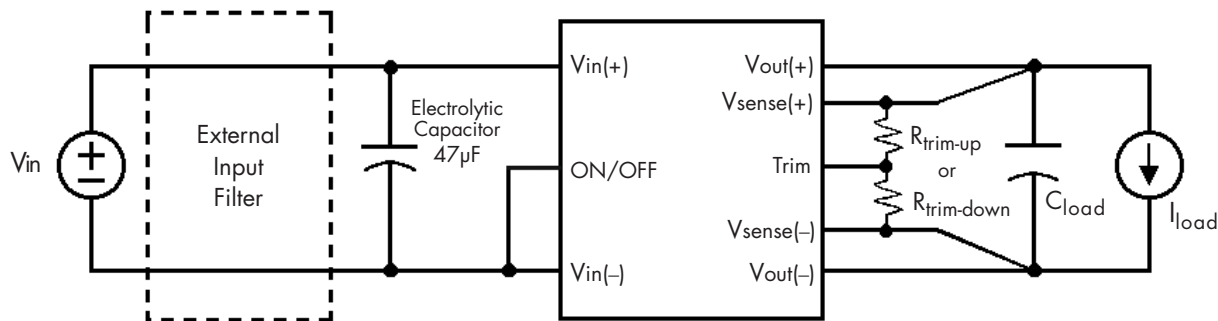 Vin
+
−
External
Input
Filter
Electrolytic
Capacitor
47µF
Vin(+)
ON/OFF
Vin(−)
Vout(+)
Vsense(+)
Trim
Vsense(−)
Vout(−)
Rtrim-up
or
Rtrim-down
Cload
Iload